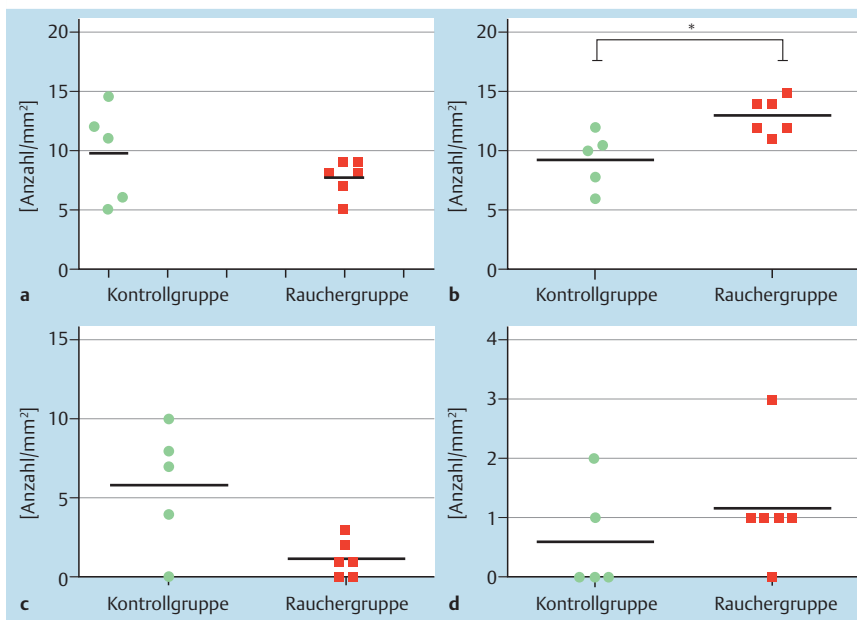 [Anzahl/mm²]
20
15
10
5
0
a
Kontrollgruppe
Rauchergruppe
[Anzahl/mm²]
20
15
10
5
0
*
b
Kontrollgruppe
Rauchergruppe
[Anzahl/mm²]
15
10
5
0
c
Kontrollgruppe
Rauchergruppe
[Anzahl/mm²]
4
3
2
1
0
d
Kontrollgruppe
Rauchergruppe